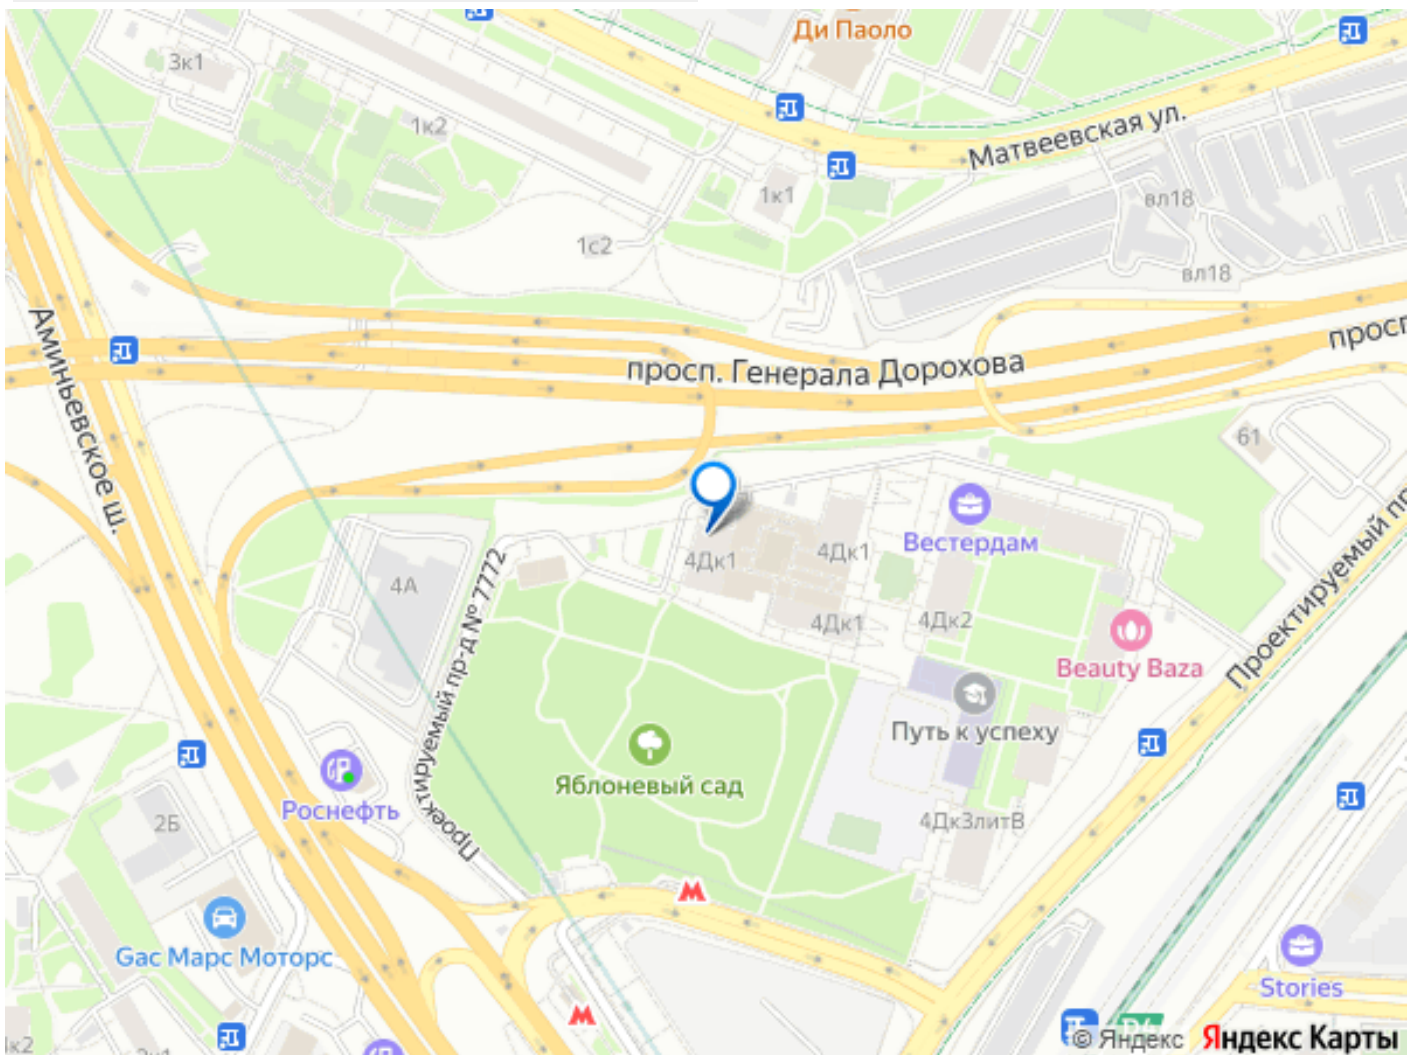 Ди Паоло
3к1
1к2
Матвеевская ул.
1к1
вл18
1с2
вл18
Аминьевское ш.
просп. Генерала Дорохова
просп
61
Вестердам
4Дк1
4Дк1
4А
4Дк1
4Дк2
Проектируемый пр-д № 7772
Проектируемый пр
Beauty Baza
Путь к успеху
Яблоневый сад
Роснефть
2Б
4Дк3литВ
Gac Марс Моторс
Stories
© Яндекс Яндекс Карты